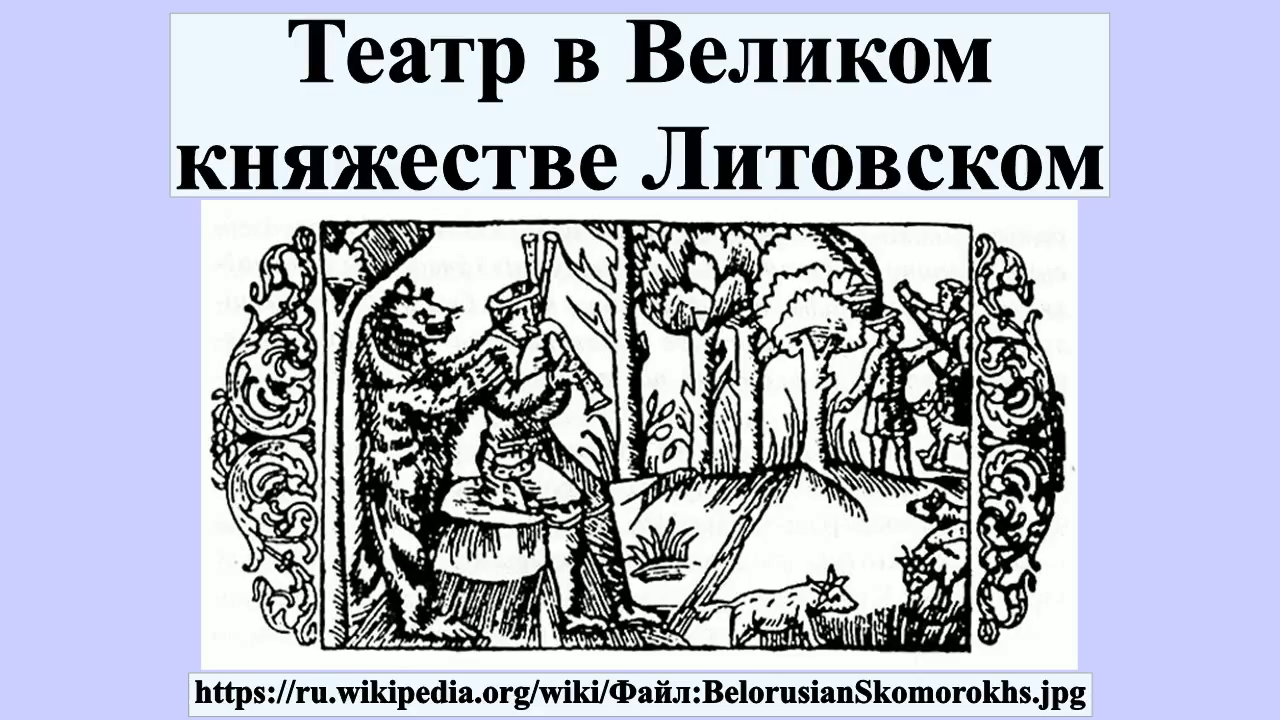 Театр в Великом
княжестве Литовском
https://ru.wikipedia.org/wiki/Файл:BelorusianSkomorokhs.jpg